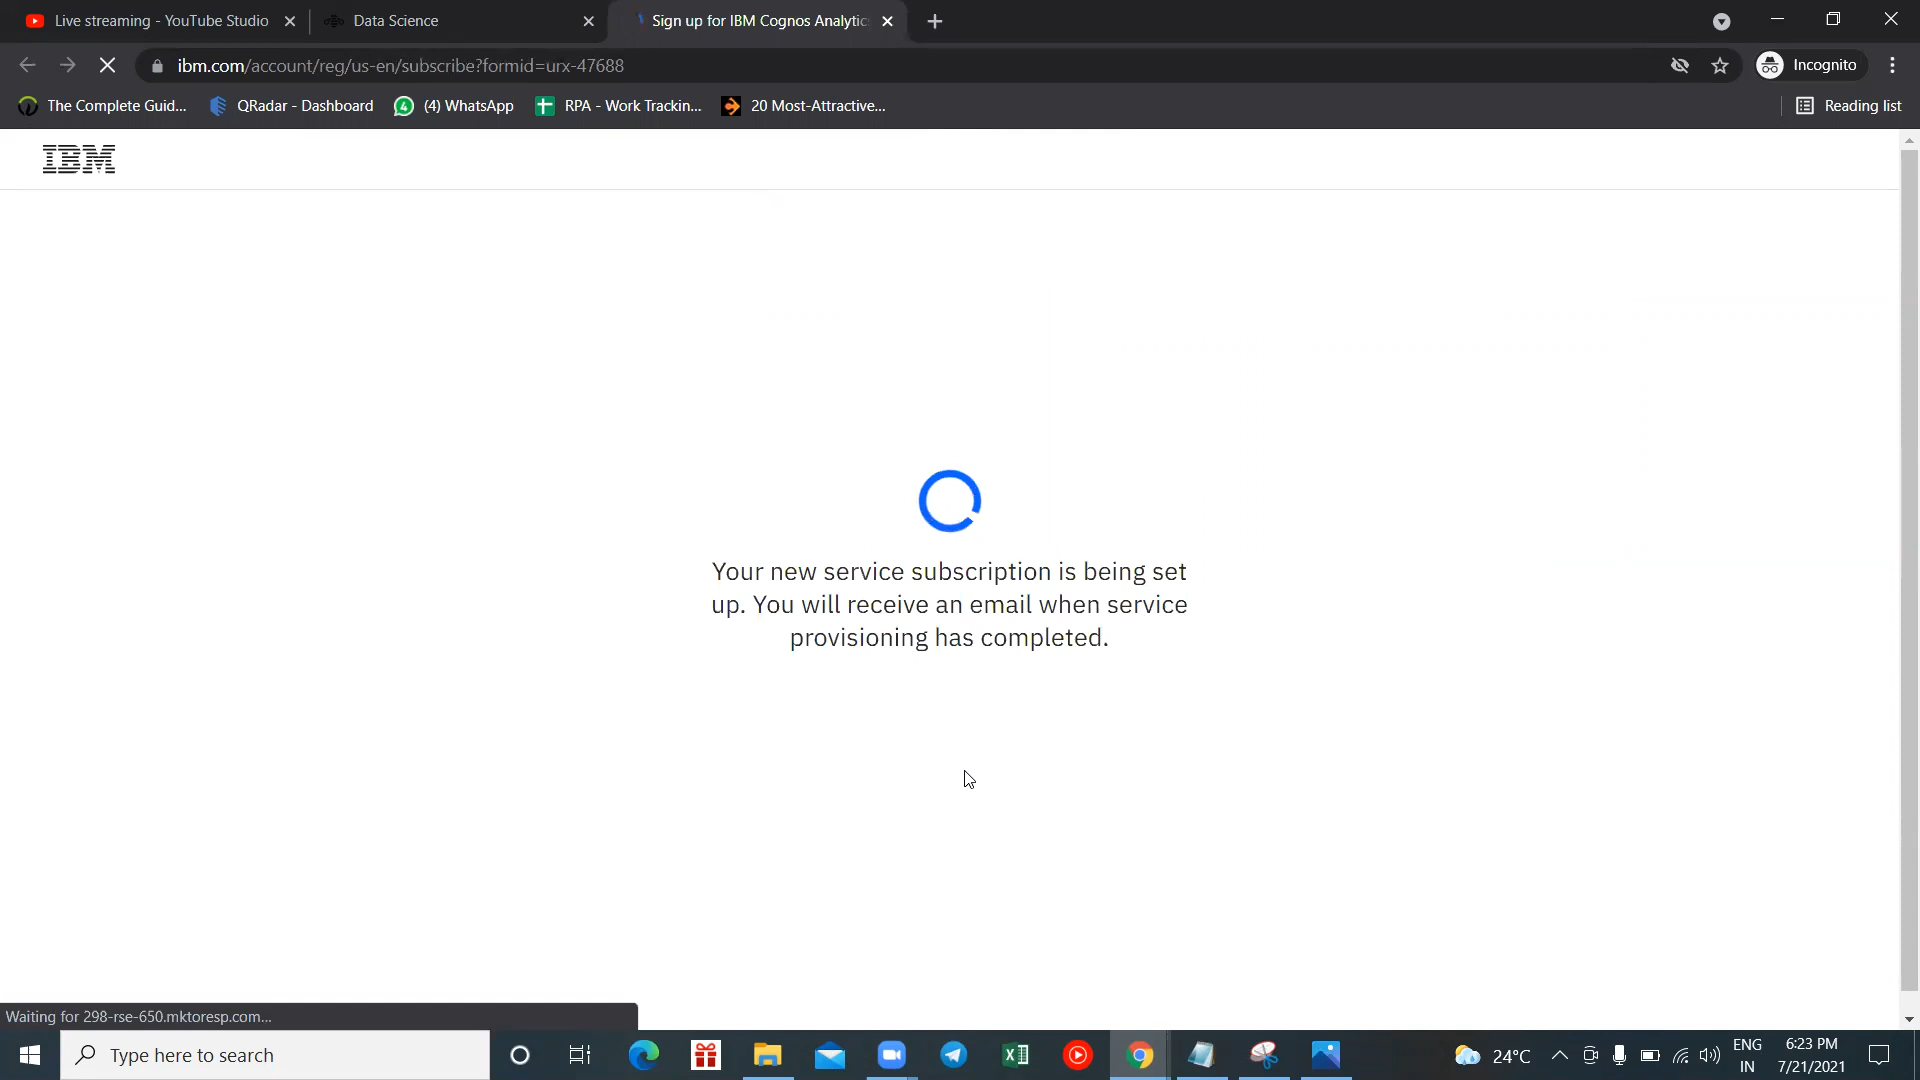 Live streaming - YouTube Studio
Data Science
Sign up for IBM Cognos Analytic
ibm.com/account/reg/us-en/subscribe?formid=urx-47688
Incognito
The Complete Guid...
QRadar - Dashboard
4
(4) WhatsApp
RPA - Work Trackin...
20 Most-Attractive...
Reading list
IBM
Your new service subscription is being set
up. You will receive an email when service
provisioning has completed.
Waiting for 298-rse-650.mktoresp.com...
Type here to search
24°C
ENG
IN
6:23 PM
7/21/2021